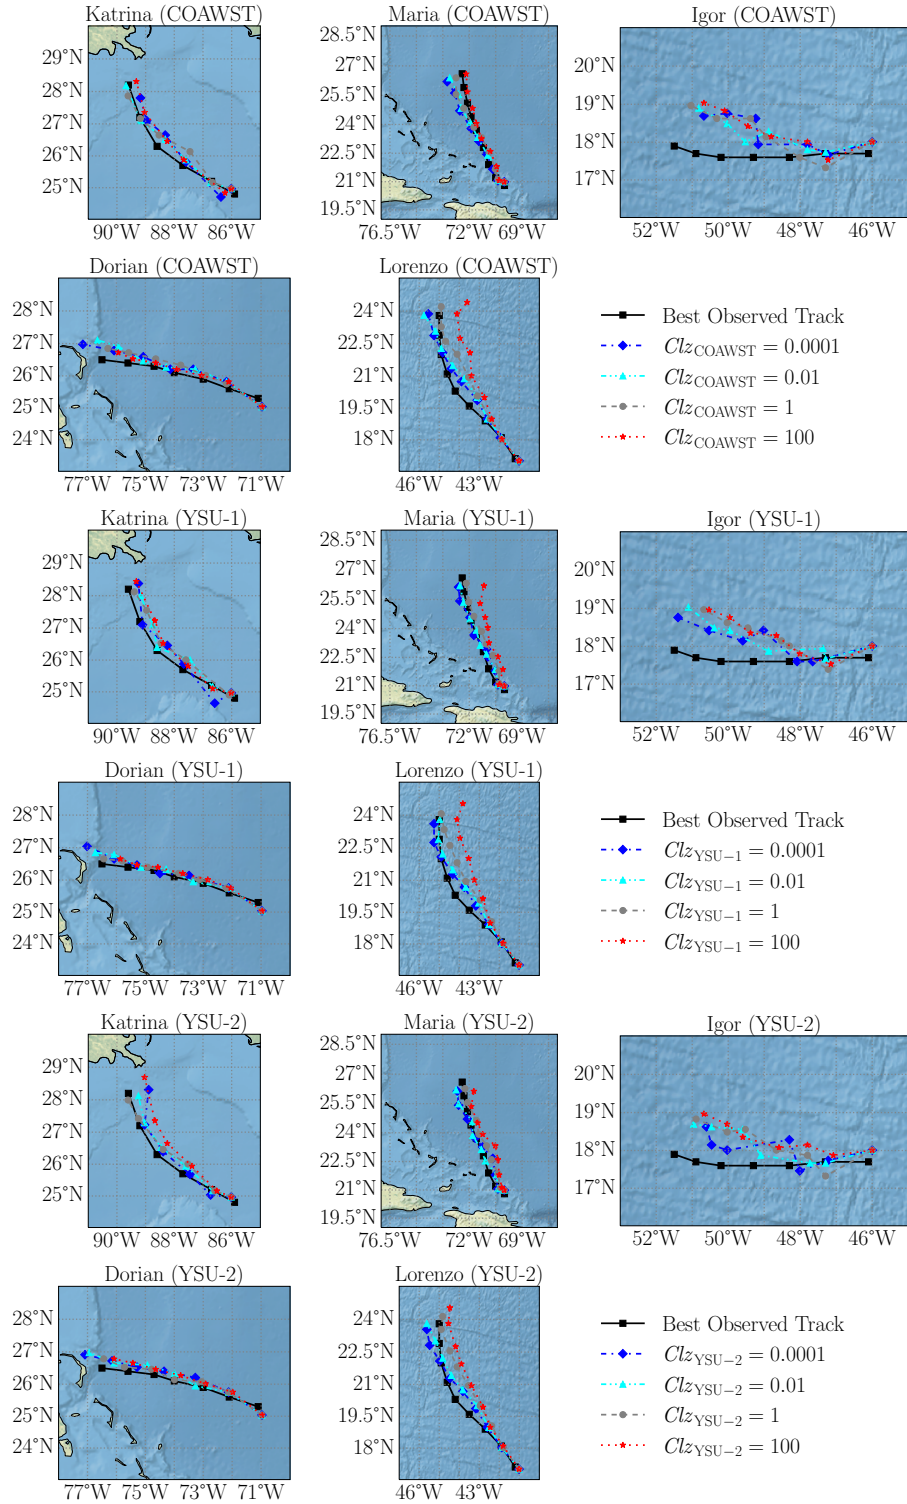 Katrina (COAWST)
29°N
28°N
27°N
26°N
25°N
90°W 88°W 86°W
Maria (COAWST)
28.5°N
27°N
25.5°N
24°N
22.5°N
21°N
19.5°N
76.5°W 72°W 69°W
Igor (COAWST)
20°N
19°N
18°N
17°N
52°W 50°W 48°W 46°W
Dorian (COAWST)
28°N
27°N
26°N
25°N
24°N
77°W 75°W 73°W 71°W
Lorenzo (COAWST)
24°N
22.5°N
21°N
19.5°N
18°N
46°W 43°W
Best Observed Track
Clz_COAWST = 0.0001
Clz_COAWST = 0.01
Clz_COAWST = 1
Clz_COAWST = 100
Katrina (YSU-1)
29°N
28°N
27°N
26°N
25°N
90°W 88°W 86°W
Maria (YSU-1)
28.5°N
27°N
25.5°N
24°N
22.5°N
21°N
19.5°N
76.5°W 72°W 69°W
Igor (YSU-1)
20°N
19°N
18°N
17°N
52°W 50°W 48°W 46°W
Dorian (YSU-1)
28°N
27°N
26°N
25°N
24°N
77°W 75°W 73°W 71°W
Lorenzo (YSU-1)
24°N
22.5°N
21°N
19.5°N
18°N
46°W 43°W
Best Observed Track
Clz_YSU−1 = 0.0001
Clz_YSU−1 = 0.01
Clz_YSU−1 = 1
Clz_YSU−1 = 100
Katrina (YSU-2)
29°N
28°N
27°N
26°N
25°N
90°W 88°W 86°W
Maria (YSU-2)
28.5°N
27°N
25.5°N
24°N
22.5°N
21°N
19.5°N
76.5°W 72°W 69°W
Igor (YSU-2)
20°N
19°N
18°N
17°N
52°W 50°W 48°W 46°W
Dorian (YSU-2)
28°N
27°N
26°N
25°N
24°N
77°W 75°W 73°W 71°W
Lorenzo (YSU-2)
24°N
22.5°N
21°N
19.5°N
18°N
46°W 43°W
Best Observed Track
Clz_YSU−2 = 0.0001
Clz_YSU−2 = 0.01
Clz_YSU−2 = 1
Clz_YSU−2 = 100